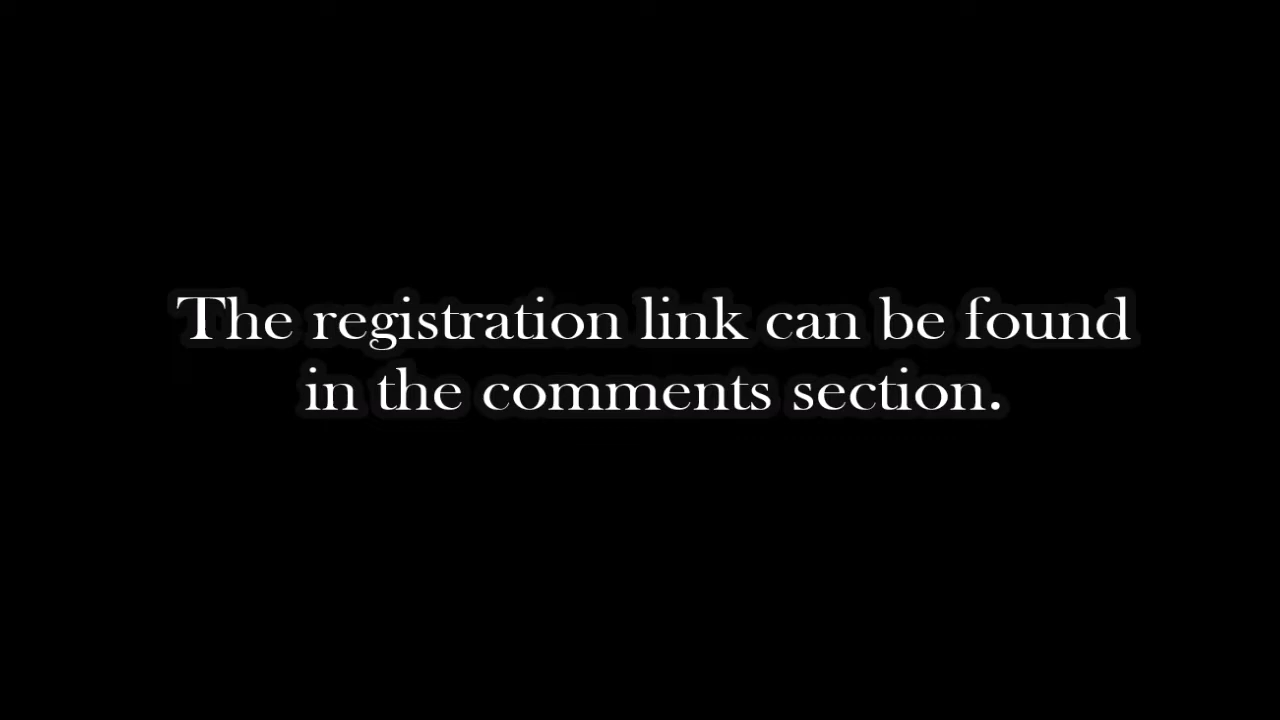 The registration link can be found
in the comments section.